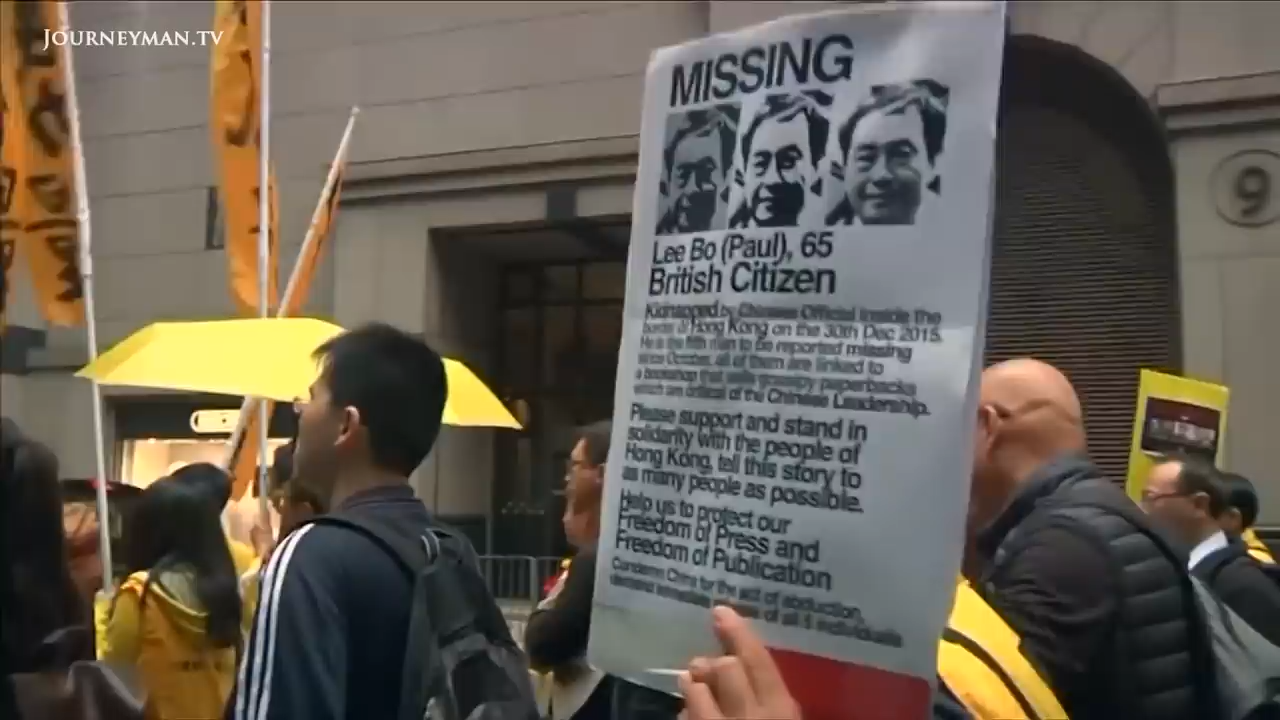 JOURNEYMAN.TV
MISSING
Lee Bo (Paul), 65
British Citizen
Kidnapped by Chinese Official inside the
border of Hong Kong on the 30th Dec 2015.
He is the fifth man to be reported missing
since October, all of them are linked to
a bookshop that sells gossipy paperbacks
which are critical of the Chinese Leadership.
Please support and stand in
solidarity with the people of
Hong Kong, tell this story to
as many people as possible.
Help us to protect our
Freedom of Press and
Freedom of Publication
Condemn China for the act of abduction,
demand immediate release of all 5 individuals
9